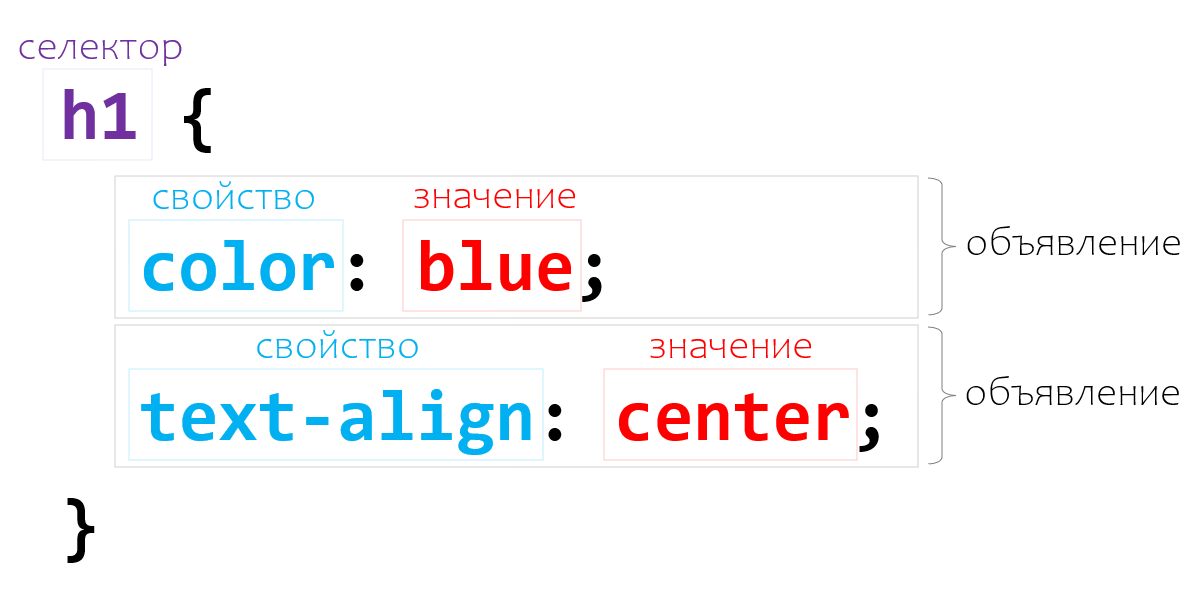 селектор
h1 {
свойство значение
color: blue;
объявление
свойство значение
text-align: center;
объявление
}